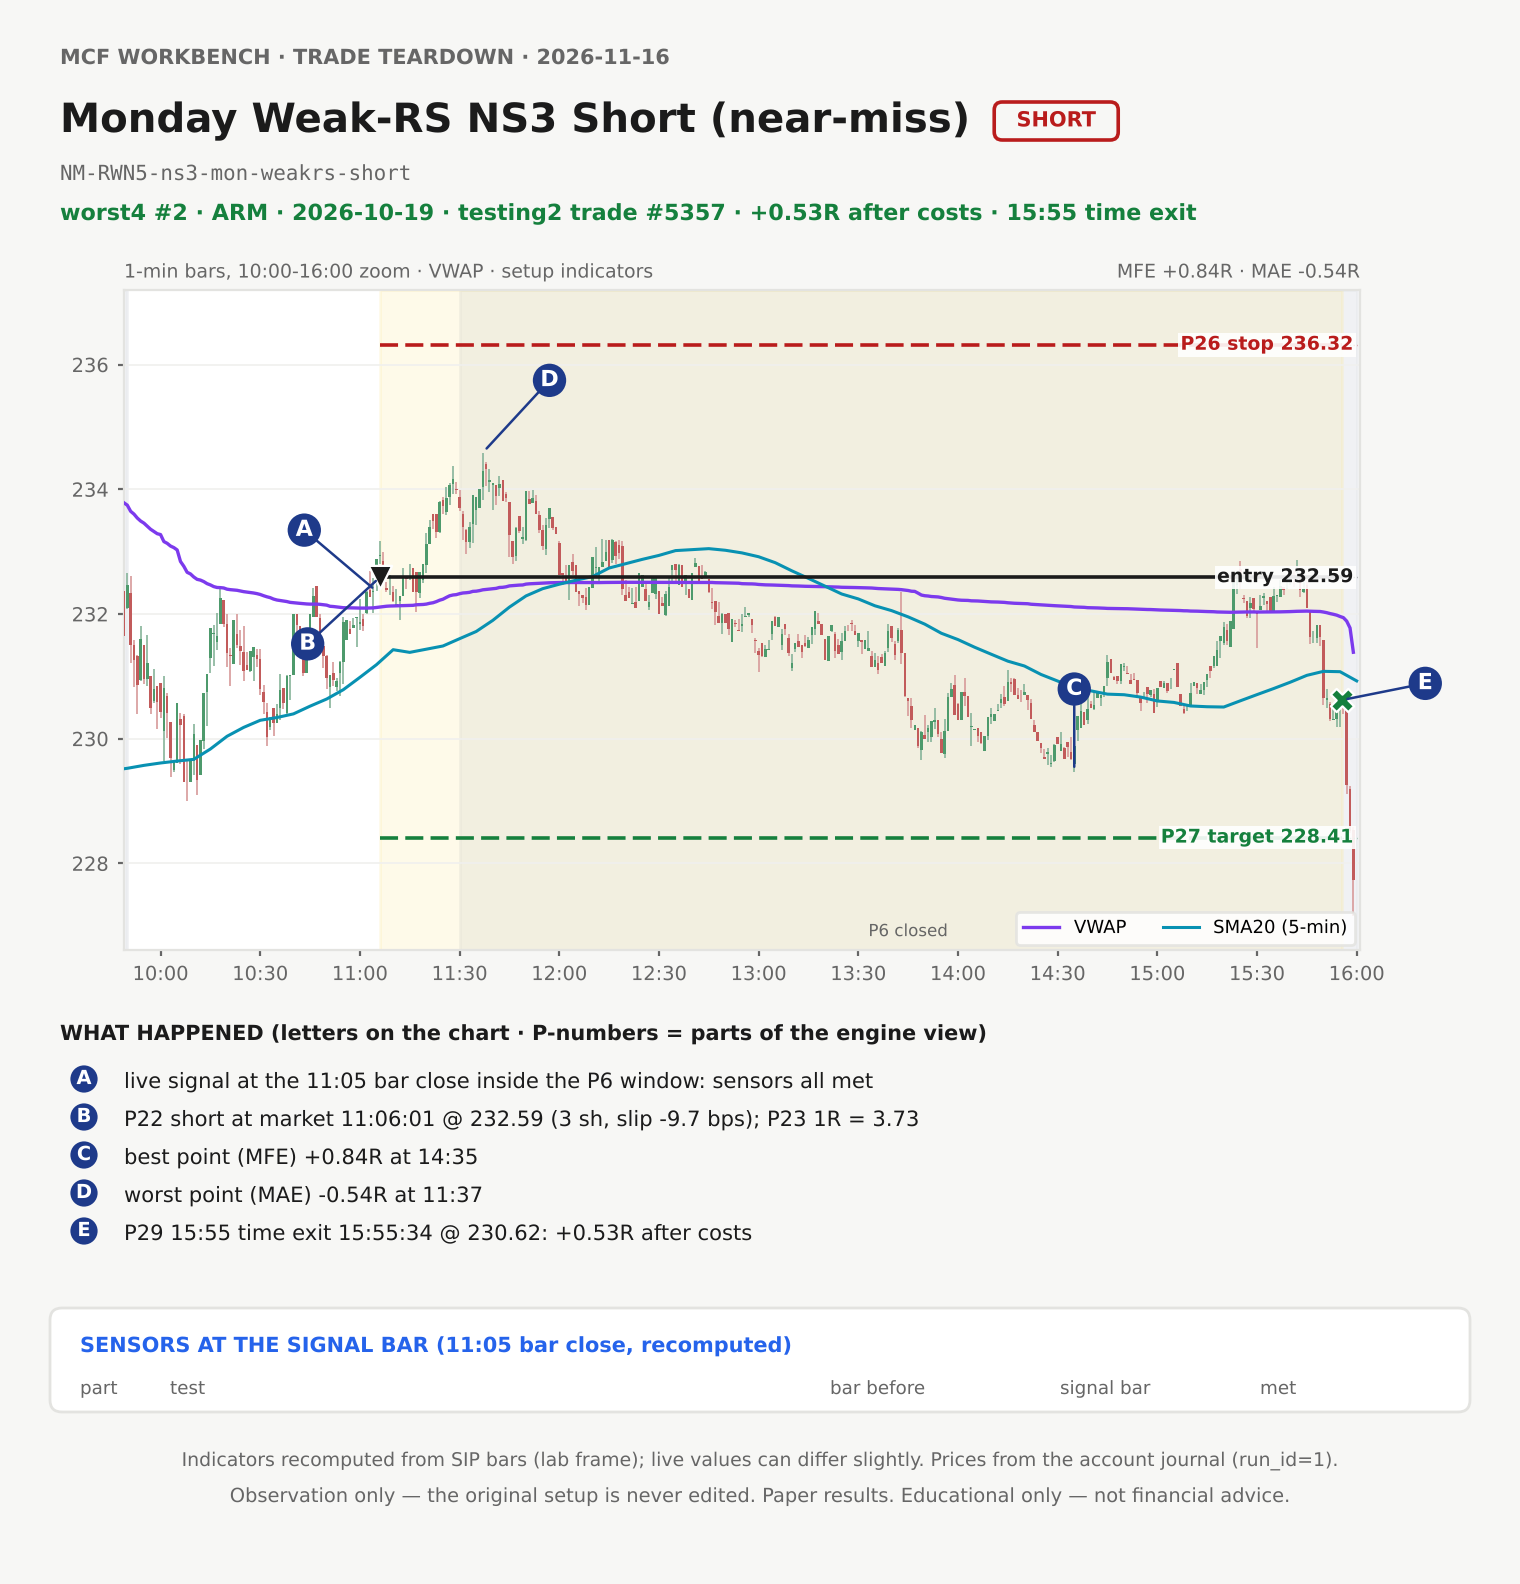 MCF WORKBENCH · TRADE TEARDOWN · 2026-11-16
Monday Weak-RS NS3 Short (near-miss) SHORT
NM-RWN5-ns3-mon-weakrs-short
worst4 #2 · ARM · 2026-10-19 · testing2 trade #5357 · +0.53R after costs · 15:55 time exit
1-min bars, 10:00-16:00 zoom · VWAP · setup indicators MFE +0.84R · MAE -0.54R
P26 stop 236.32
236
D
234
A
entry 232.59
232
B
C
E
230
P27 target 228.41
228
P6 closed
VWAP SMA20 (5-min)
10:00 10:30 11:00 11:30 12:00 12:30 13:00 13:30 14:00 14:30 15:00 15:30 16:00
WHAT HAPPENED (letters on the chart · P-numbers = parts of the engine view)
A live signal at the 11:05 bar close inside the P6 window: sensors all met
B P22 short at market 11:06:01 @ 232.59 (3 sh, slip -9.7 bps); P23 1R = 3.73
C best point (MFE) +0.84R at 14:35
D worst point (MAE) -0.54R at 11:37
E P29 15:55 time exit 15:55:34 @ 230.62: +0.53R after costs
SENSORS AT THE SIGNAL BAR (11:05 bar close, recomputed)
part test bar before signal bar met
Indicators recomputed from SIP bars (lab frame); live values can differ slightly. Prices from the account journal (run_id=1).
Observation only — the original setup is never edited. Paper results. Educational only — not financial advice.